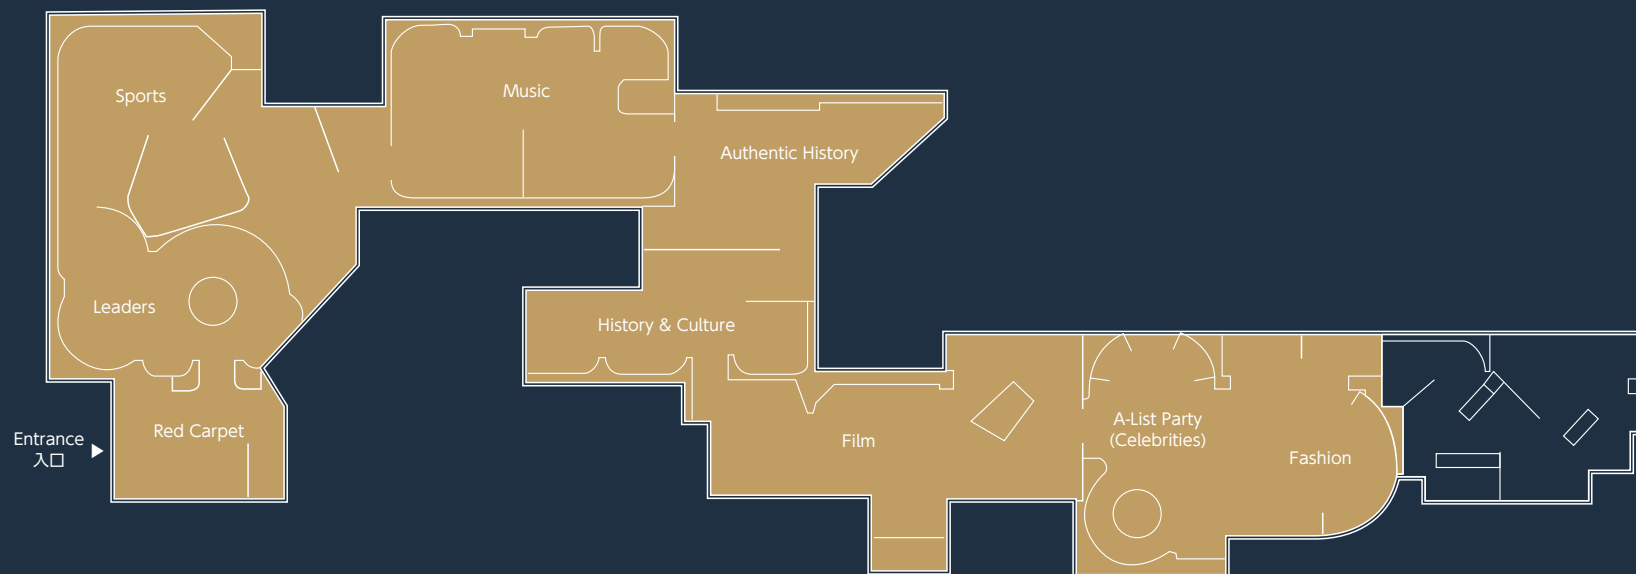 Sports
Music
Authentic History
Leaders
History & Culture
Red Carpet
Entrance
入口
Film
A-List Party
(Celebrities)
Fashion